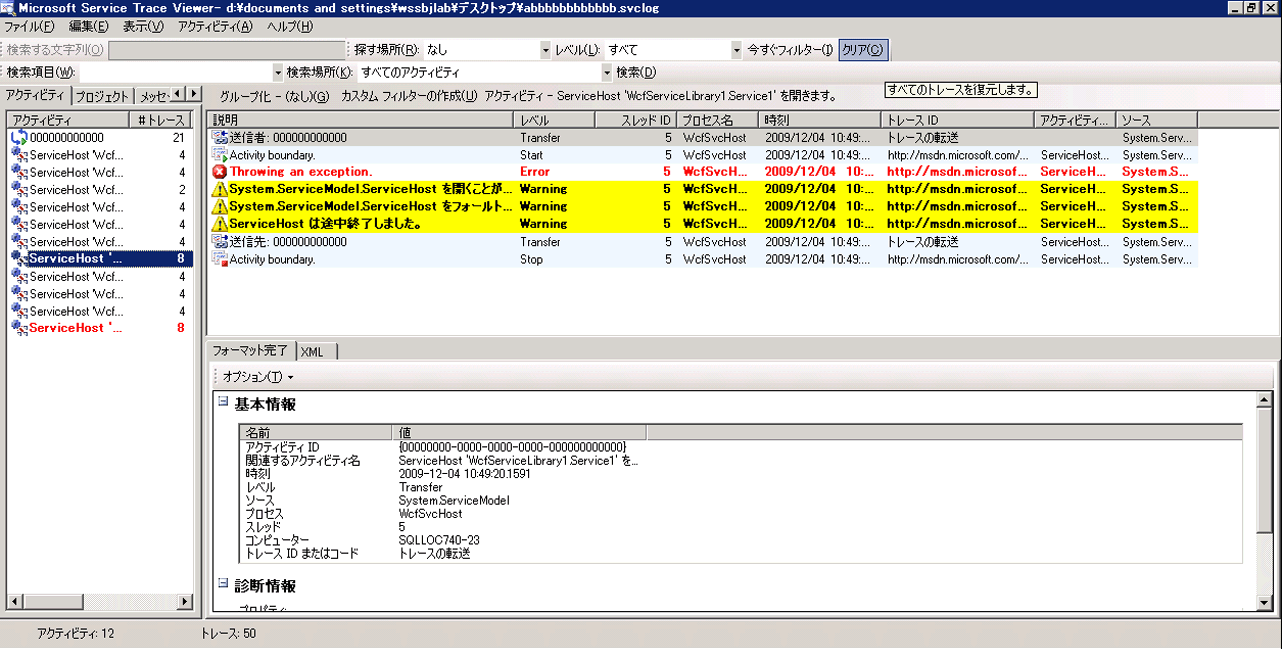 Microsoft Service Trace Viewer- d:¥documents and settings¥wssbjlab¥デスクトップ¥abbbbbbbbbbbb.svclog
ファイル(F) 編集(E) 表示(V) アクティビティ(A) ヘルプ(H)
検索する文字列(O) 探す場所(R): なし レベル(L): すべて 今すぐフィルター(I) クリア(C)
検索項目(W): 検索場所(K): すべてのアクティビティ 検索(D)
すべてのトレースを復元します。
アクティビティ プロジェクト メッセ
グループ化 - (なし)(G) カスタム フィルターの作成(U) アクティビティ - ServiceHost 'WcfServiceLibrary1.Service1' を開きます。
アクティビティ # トレース
000000000000 21
ServiceHost 'Wcf... 4
ServiceHost 'Wcf... 4
ServiceHost 'Wcf... 2
ServiceHost 'Wcf... 4
ServiceHost 'Wcf... 4
ServiceHost 'Wcf... 4
ServiceHost '... 8
ServiceHost 'Wcf... 4
ServiceHost 'Wcf... 4
ServiceHost 'Wcf... 4
ServiceHost '... 8
説明 レベル スレッド ID プロセス名 時刻 トレース ID アクティビティ... ソース
送信者: 000000000000 Transfer 5 WcfSvcHost 2009/12/04 10:49:... トレースの転送 System.Serv...
Activity boundary. Start 5 WcfSvcHost 2009/12/04 10:49:... http://msdn.microsoft.com/... ServiceHost... System.Serv...
Throwing an exception. Error 5 WcfSvcH... 2009/12/04 10:... http://msdn.microsof... ServiceH... System.S...
System.ServiceModel.ServiceHost を開くことが... Warning 5 WcfSvcH... 2009/12/04 10:... http://msdn.microsof... ServiceH... System.S...
System.ServiceModel.ServiceHost をフォールト... Warning 5 WcfSvcH... 2009/12/04 10:... http://msdn.microsof... ServiceH... System.S...
ServiceHost は途中終了しました。 Warning 5 WcfSvcH... 2009/12/04 10:... http://msdn.microsof... ServiceH... System.S...
送信先: 000000000000 Transfer 5 WcfSvcHost 2009/12/04 10:49:... トレースの転送 ServiceHost... System.Serv...
Activity boundary. Stop 5 WcfSvcHost 2009/12/04 10:49:... http://msdn.microsoft.com/... ServiceHost... System.Serv...
フォーマット完了 XML
オプション(T)
基本情報
名前 値
アクティビティ ID {00000000-0000-0000-0000-000000000000}
関連するアクティビティ名 ServiceHost 'WcfServiceLibrary1.Service1' を...
時刻 2009-12-04 10:49:20.1591
レベル Transfer
ソース System.ServiceModel
プロセス WcfSvcHost
スレッド 5
コンピューター SQLLOC740-23
トレース ID またはコード トレースの転送
診断情報
プロパティ:
アクティビティ: 12 トレース: 50